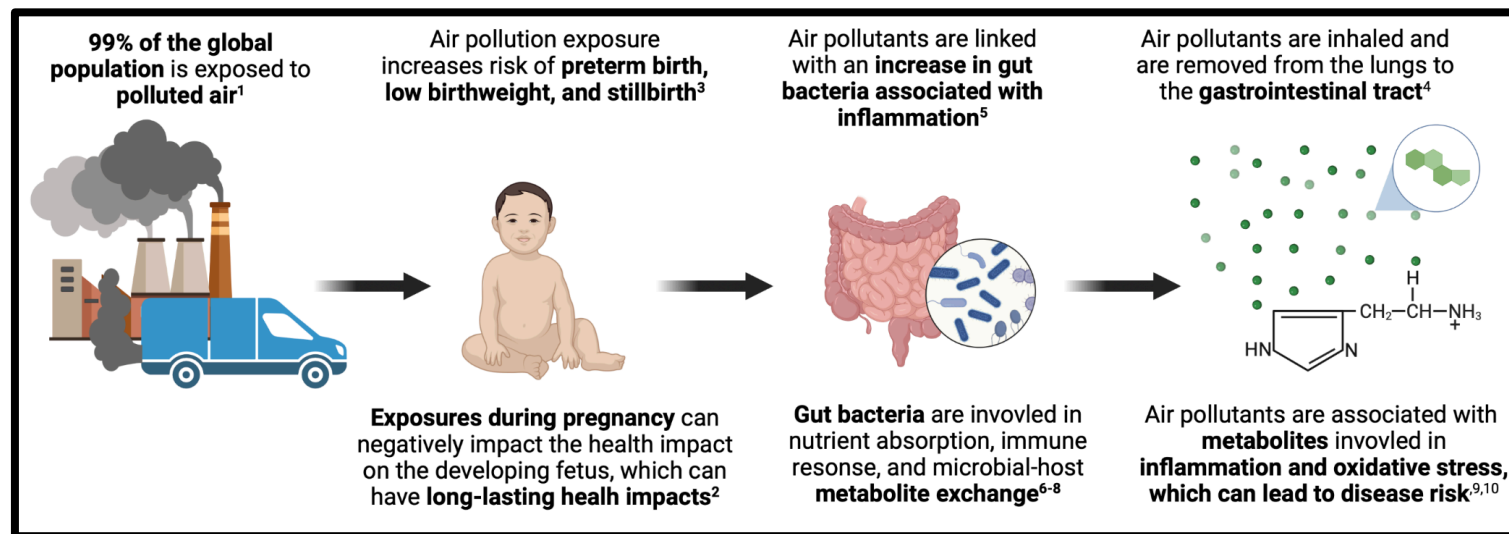 99% of the global
population is exposed to
polluted air¹
Air pollution exposure
increases risk of preterm birth,
low birthweight, and stillbirth³
Air pollutants are linked
with an increase in gut
bacteria associated with
inflammation⁵
Air pollutants are inhaled and
are removed from the lungs to
the gastrointestinal tract⁴
H
CH₂–CH–NH₃
+
HN
N
Exposures during pregnancy can
negatively impact the health impact
on the developing fetus, which can
have long-lasting healh impacts²
Gut bacteria are invovled in
nutrient absorption, immune
resonse, and microbial-host
metabolite exchange⁶⁻⁸
Air pollutants are associated with
metabolites invovled in
inflammation and oxidative stress,
which can lead to disease risk,⁹,¹⁰